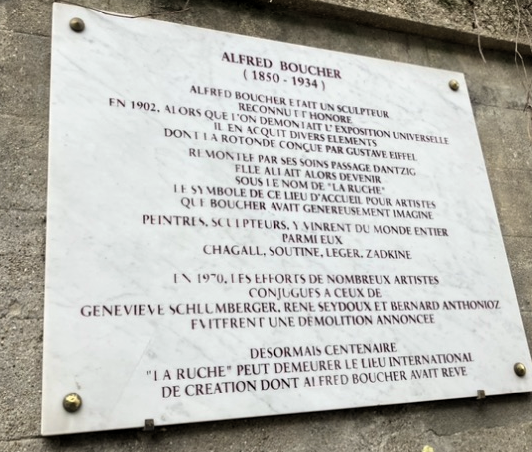 ALFRED BOUCHER
( 1850 - 1934 )
ALFRED BOUCHER ETAIT UN SCULPTEUR
RECONNU ET HONORE
EN 1902, ALORS QUE L'ON DEMONTAIT L'EXPOSITION UNIVERSELLE
IL EN ACQUIT DIVERS ELEMENTS
DONT LA ROTONDE CONÇUE PAR GUSTAVE EIFFEL
REMONTEE PAR SES SOINS PASSAGE DANTZIG
ELLE ALLAIT ALORS DEVENIR
SOUS LE NOM DE "LA RUCHE"
LE SYMBOLE DE CE LIEU D'ACCUEIL POUR ARTISTES
QUE BOUCHER AVAIT GENEREUSEMENT IMAGINE
PEINTRES, SCULPTEURS, Y VINRENT DU MONDE ENTIER
PARMI EUX
CHAGALL, SOUTINE, LEGER, ZADKINE
EN 1970, LES EFFORTS DE NOMBREUX ARTISTES
CONJUGUES A CEUX DE
GENEVIEVE SCHLUMBERGER, RENE SEYDOUX ET BERNARD ANTHONIOZ
EVITERENT UNE DÉMOLITION ANNONCEE
DESORMAIS CENTENAIRE
"LA RUCHE" PEUT DEMEURER LE LIEU INTERNATIONAL
DE CREATION DONT ALFRED BOUCHER AVAIT REVE